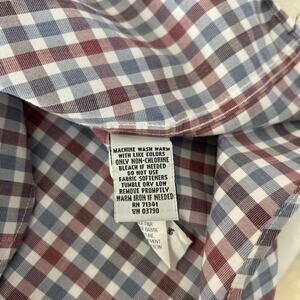 MACHINE WASH WARM
WITH LIKE COLORS
ONLY NON-CHLORINE
BLEACH IF NEEDED
DO NOT USE
FABRIC SOFTENERS
TUMBLE DRY LOW
REMOVE PROMPTLY
WARM IRON IF NEEDED
RN 71341
VN 03790